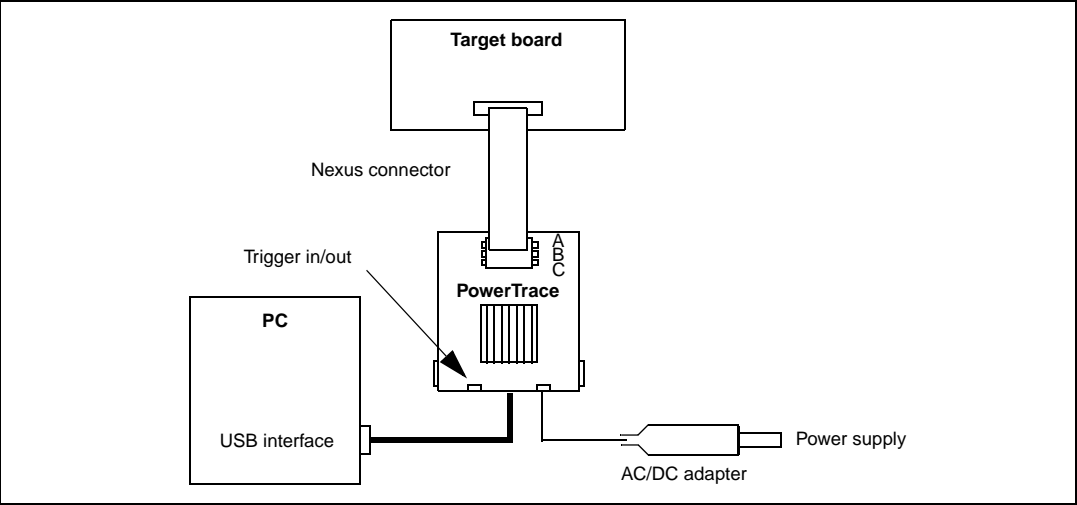 Target board
Nexus connector
A
B
C
Trigger in/out
PowerTrace
PC
USB interface
Power supply
AC/DC adapter